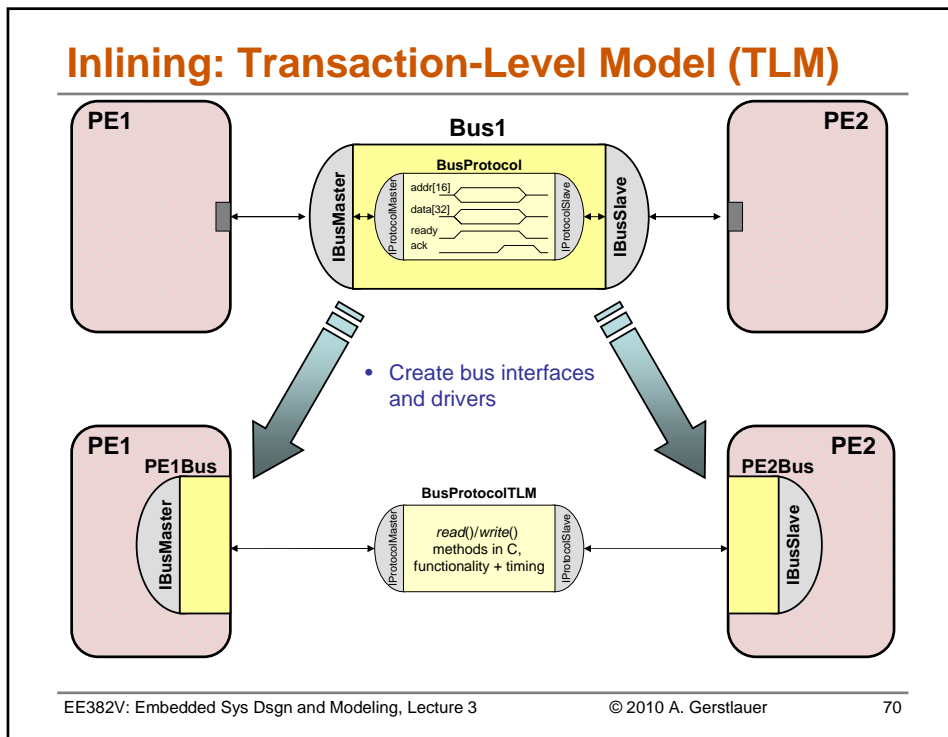 Inlining: Transaction-Level Model (TLM)
PE1
Bus1
PE2
BusProtocol
IBusMaster
IProtocolMaster
addr[16]
data[32]
ready
ack
IProtocolSlave
IBusSlave
• Create bus interfaces
and drivers
PE1
PE1Bus
IBusMaster
BusProtocolTLM
IProtocolMaster
read()/write()
methods in C,
functionality + timing
IProtocolSlave
PE2
PE2Bus
IBusSlave
EE382V: Embedded Sys Dsgn and Modeling, Lecture 3
© 2010 A. Gerstlauer
70